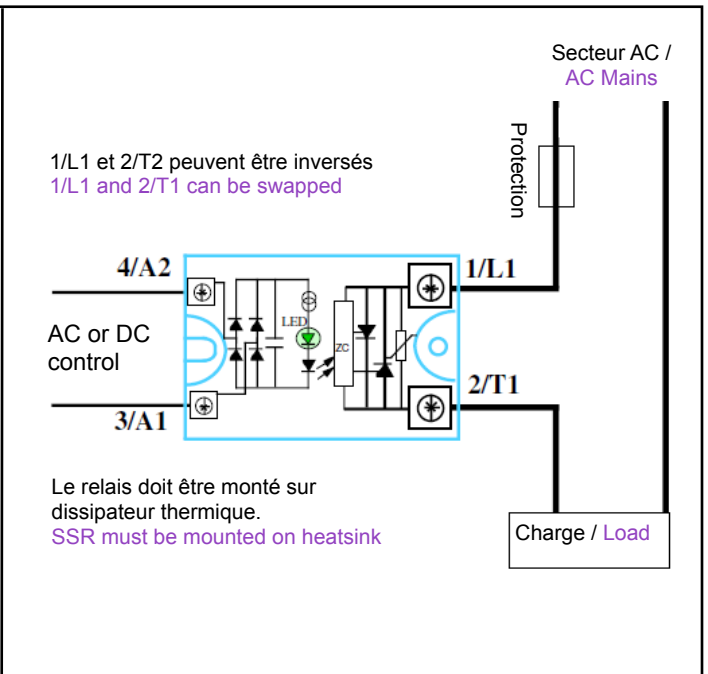 Secteur AC /
AC Mains
Protection
1/L1 et 2/T2 peuvent être inversés
1/L1 and 2/T1 can be swapped
4/A2
1/L1
LED
ZC
AC or DC
control
2/T1
3/A1
Le relais doit être monté sur
dissipateur thermique.
SSR must be mounted on heatsink
Charge / Load